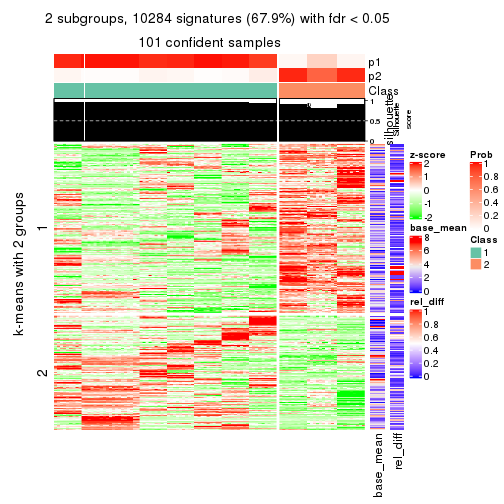 2 subgroups, 10284 signatures (67.9%) with fdr < 0.05
101 confident samples
p1
p2
Class
silhouette
Silhouette
score
1
0.5
0
k-means with 2 groups
1
2
base_mean
rel_diff
z-score
2
1
0
-1
-2
base_mean
8
6
4
2
0
rel_diff
1
0.8
0.6
0.4
0.2
0
Prob
1
0.8
0.6
0.4
0.2
0
Class
1
2